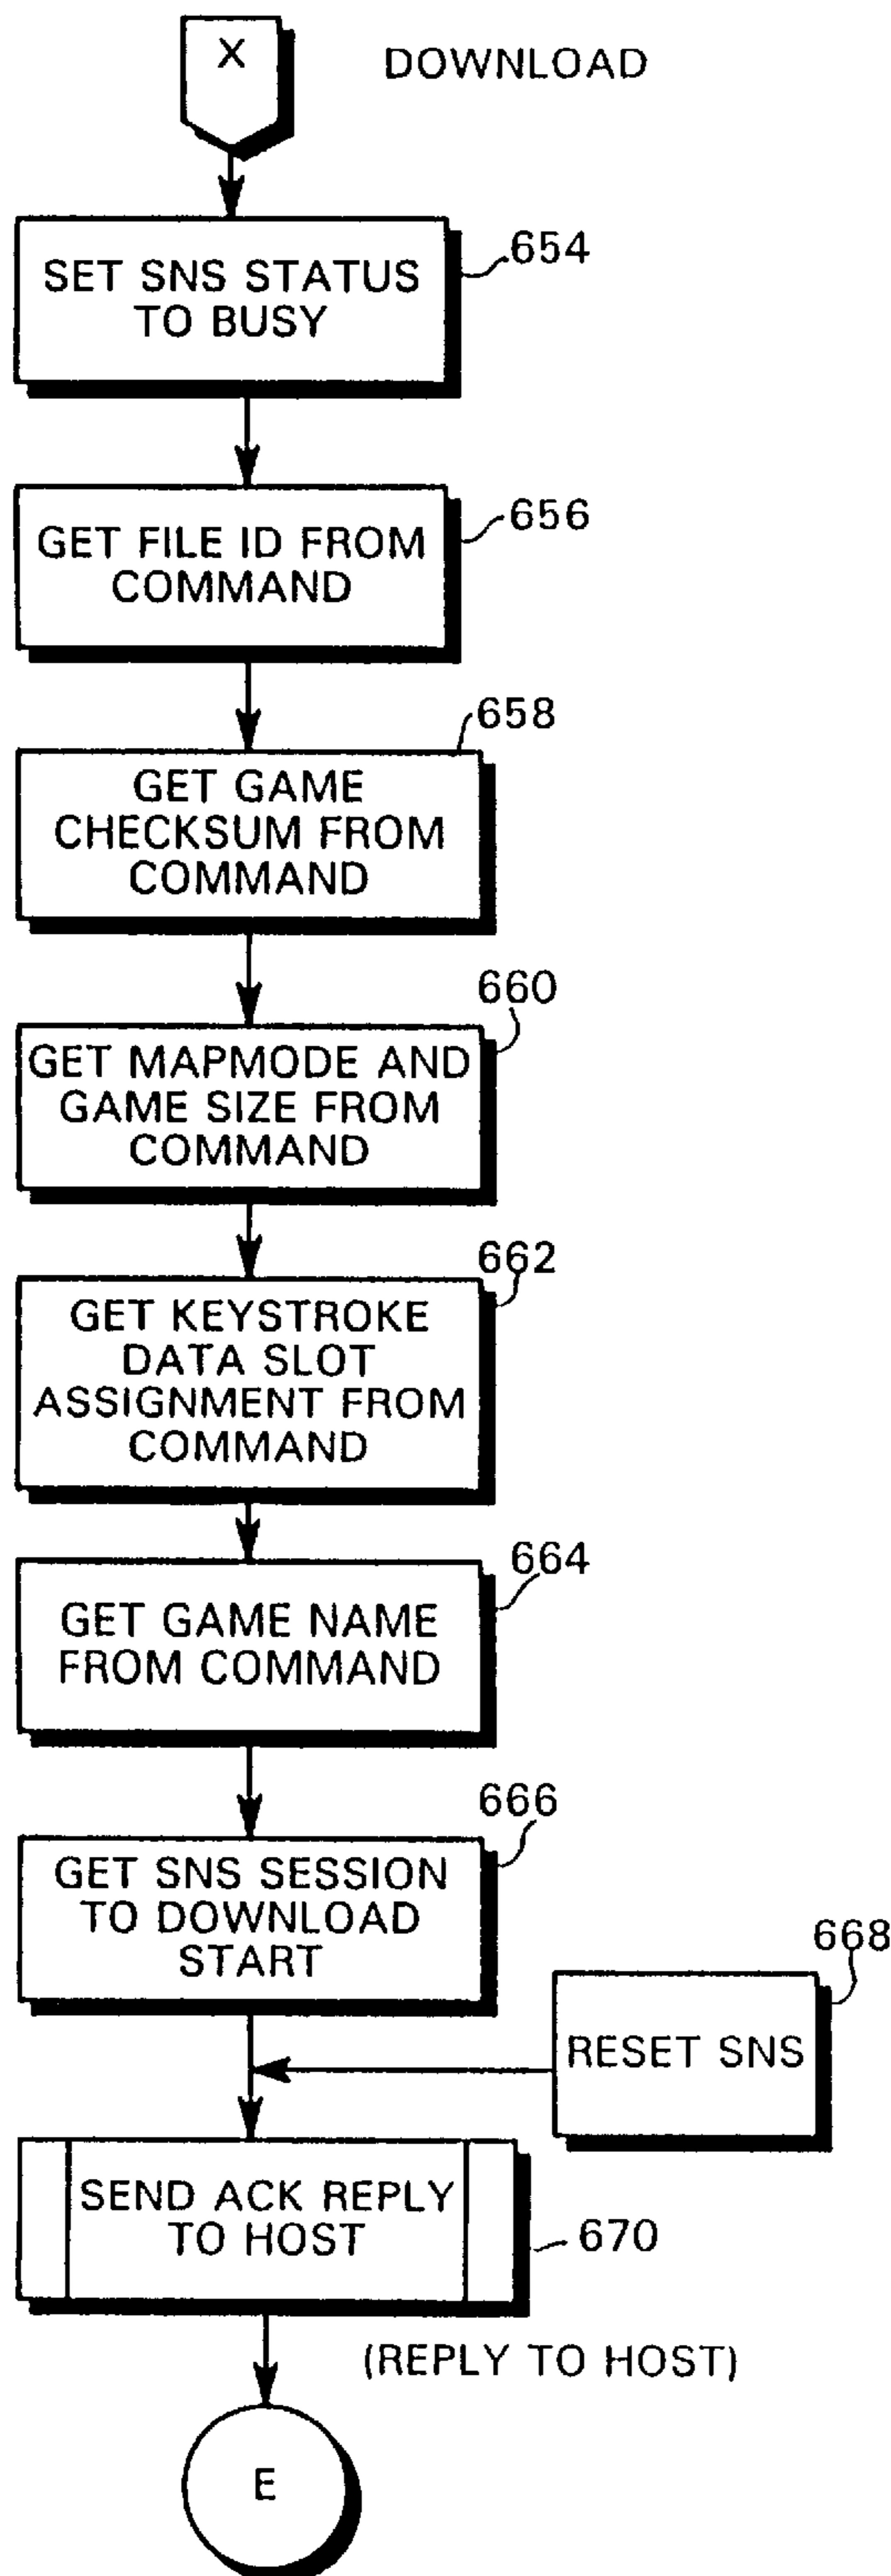 X
DOWNLOAD
654
SET SNS STATUS
TO BUSY
656
GET FILE ID FROM
COMMAND
658
GET GAME
CHECKSUM FROM
COMMAND
660
GET MAPMODE AND
GAME SIZE FROM
COMMAND
662
GET KEYSTROKE
DATA SLOT
ASSIGNMENT FROM
COMMAND
664
GET GAME NAME
FROM COMMAND
666
GET SNS SESSION
TO DOWNLOAD
START
668
RESET SNS
SEND ACK REPLY
TO HOST
670
(REPLY TO HOST)
E